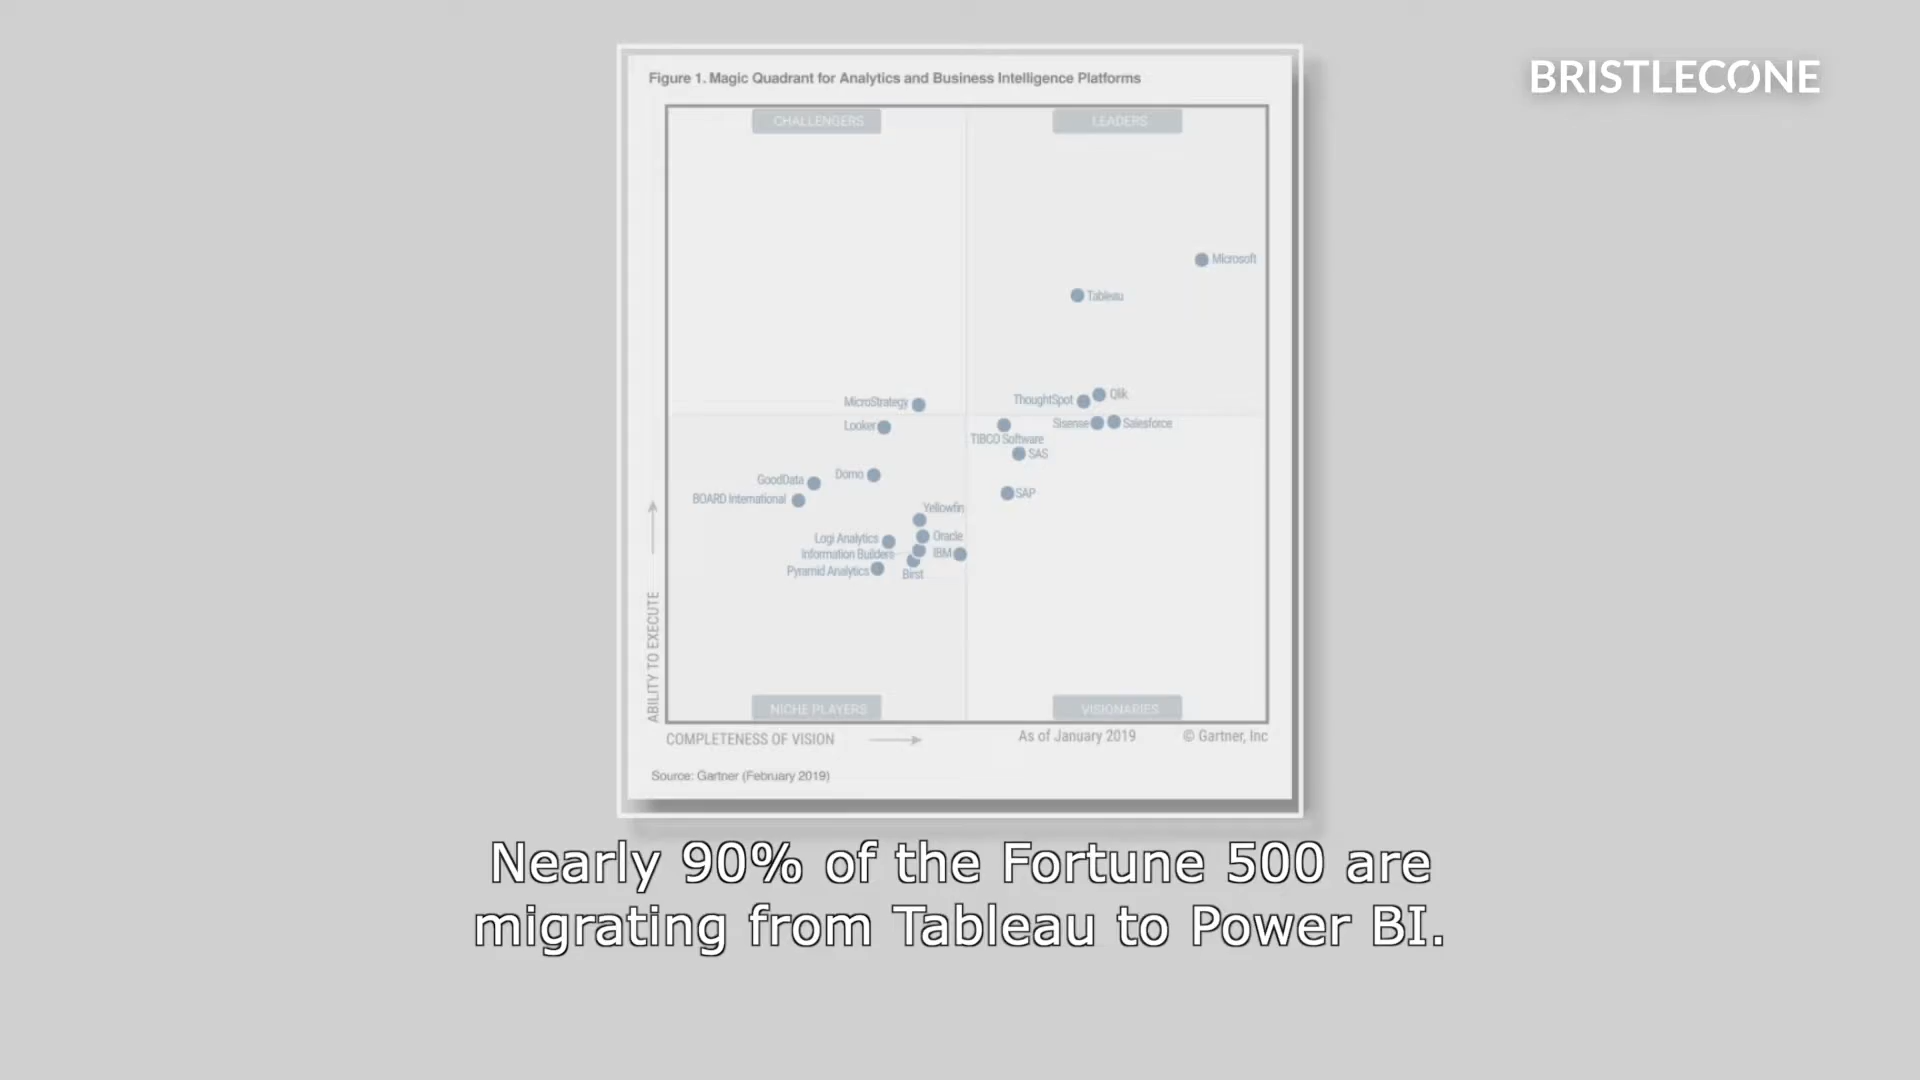 BRISTLECONE
Figure 1. Magic Quadrant for Analytics and Business Intelligence Platforms
CHALLENGERS
LEADERS
Microsoft
Tableau
MicroStrategy
ThoughtSpot
Qlik
Looker
Sisense
Salesforce
TIBCO Software
SAS
Domo
GoodData
BOARD International
SAP
Yellowfin
Logi Analytics
Oracle
Information Builders
IBM
Pyramid Analytics
Birst
ABILITY TO EXECUTE
NICHE PLAYERS
VISIONARIES
COMPLETENESS OF VISION
As of January 2019
© Gartner, Inc
Source: Gartner (February 2019)
Nearly 90% of the Fortune 500 are
migrating from Tableau to Power BI.